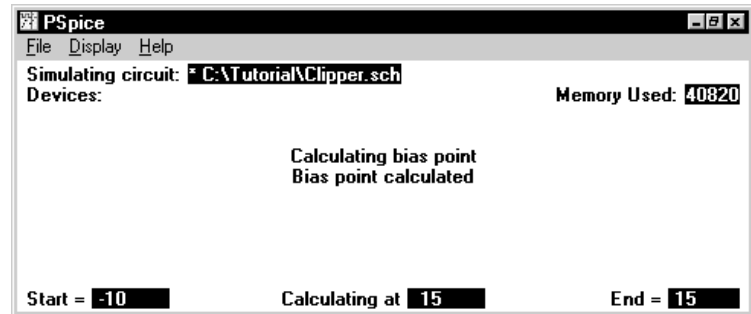 PSpice
File Display Help
Simulating circuit: * C:\Tutorial\Clipper.sch
Devices: Memory Used: 40820
Calculating bias point
Bias point calculated
Start = -10 Calculating at 15 End = 15